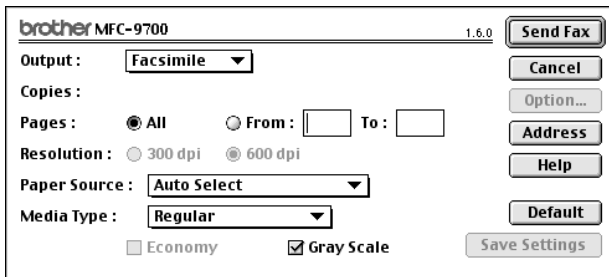 brother MFC-9700 1.6.0 Send Fax
Output : Facsimile Cancel
Copies : Option...
Pages : All From : To : Address
Resolution : 300 dpi 600 dpi Help
Paper Source : Auto Select
Media Type : Regular Default
Economy Gray Scale Save Settings